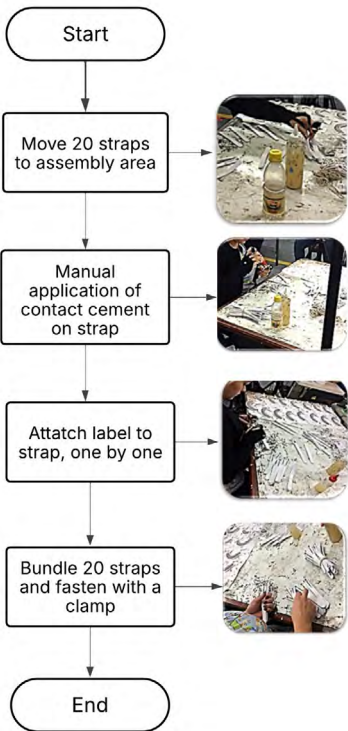 Start
Move 20 straps
to assembly area
Manual
application of
contact cement
on strap
Attatch label to
strap, one by one
Bundle 20 straps
and fasten with a
clamp
End